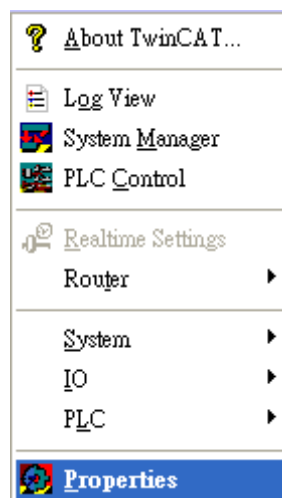 About TwinCAT...
Log View
System Manager
PLC Control
Realtime Settings
Router
System
IO
PLC
Properties